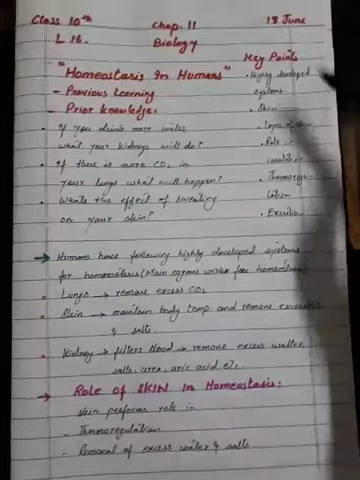 Class 10th Chap. 11 18 June
L 16. Biology
Key Points
"Homeostasis In Humans"
- Previous Learning
- Prior Knowledge:
• If you drink more water
what your kidneys will do?
• If there is more CO2 in
your lungs what will happen?
• Whats the effect of sweating
on your skin?
• Highly developed
systems
• Skin
• Role in
• Thermoregu-
lation
• Excretion
→ Humans have following highly developed systems
for homeostasis (Main organs works for homeostasis)
• Lungs → remove excess CO2
• Skin → maintain body temp and remove excess
& salts.
• Kidney → filters blood → remove excess water,
salts, urea, uric acid etc.
→ Role of SKIN In Homeostasis:
Skin performs role in
- Thermoregulation
- Removal of excess water & salts